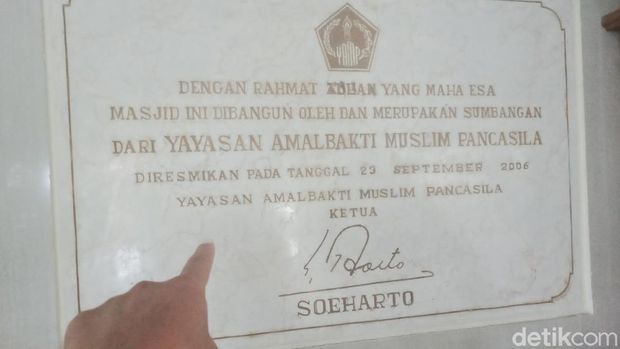 YAMP
DENGAN RAHMAT TUHAN YANG MAHA ESA
MASJID INI DIBANGUN OLEH DAN MERUPAKAN SUMBANGAN
DARI YAYASAN AMALBAKTI MUSLIM PANCASILA
DIRESMIKAN PADA TANGGAL 23 SEPTEMBER 2006
YAYASAN AMALBAKTI MUSLIM PANCASILA
KETUA
SOEHARTO
detikcom